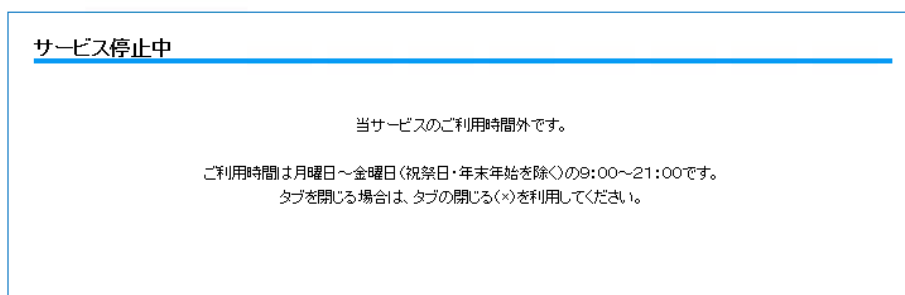 サービス停止中
当サービスのご利用時間外です。
ご利用時間は月曜日～金曜日(祝祭日・年末年始を除く)の9:00～21:00です。
タブを閉じる場合は、タブの閉じる(×)を利用してください。